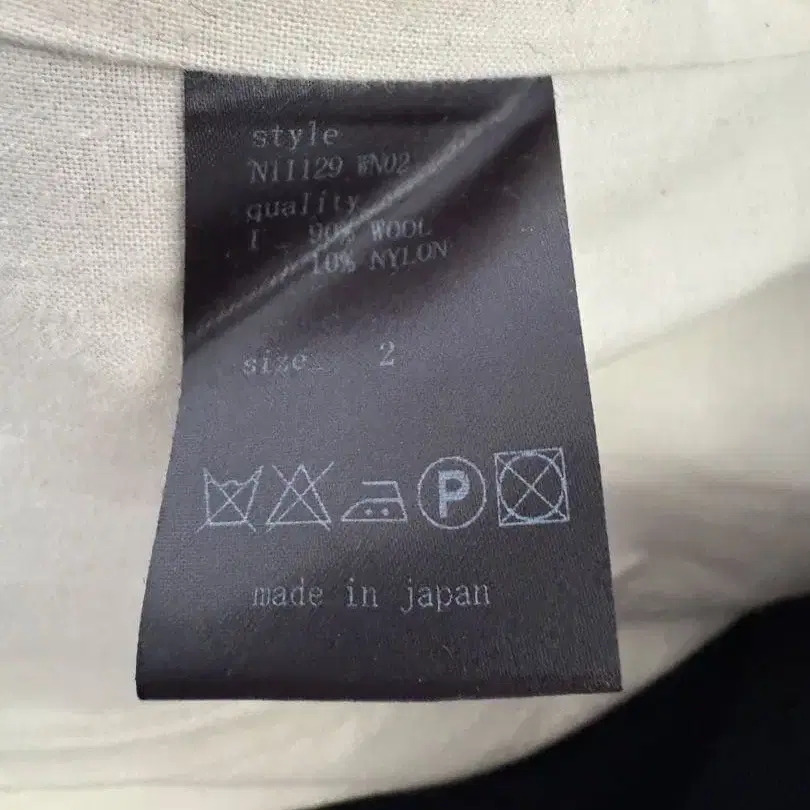 style
N11129 WN02
quality
I _ 90% WOOL
10% NYLON
size. 2
P
made in japan